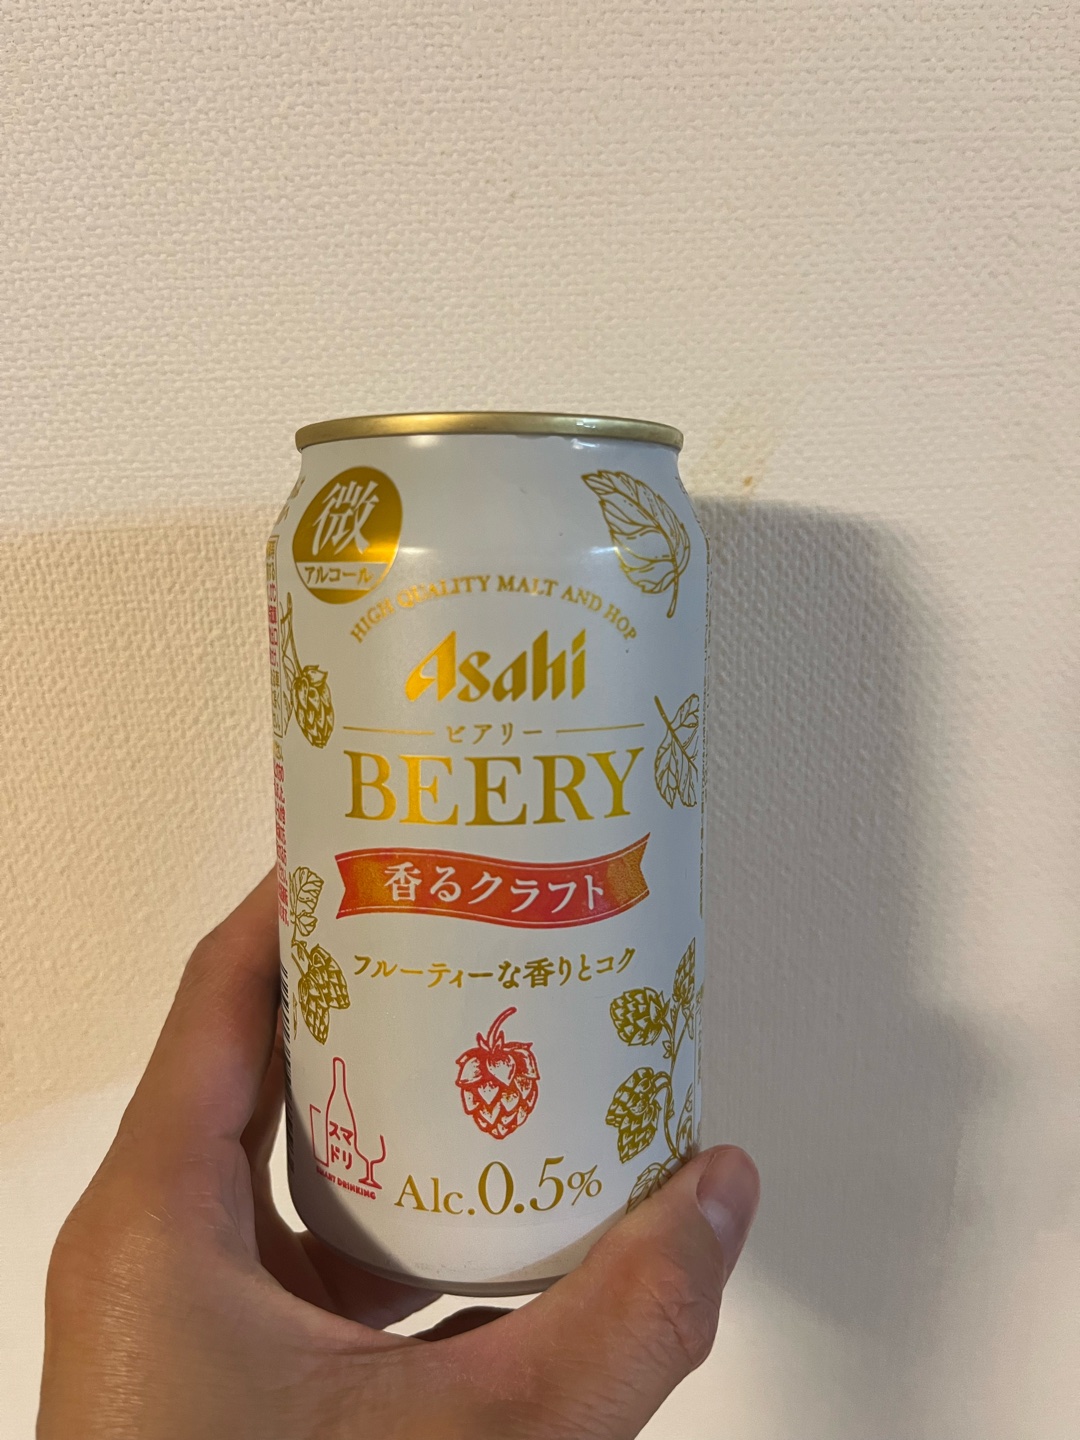 微
アルコール
HIGH QUALITY MALT AND HOP
Asahi
ビアリー
BEERY
香るクラフト
フルーティーな香りとコク
スマ
ドリ
SMART DRINKING
Alc.0.5%